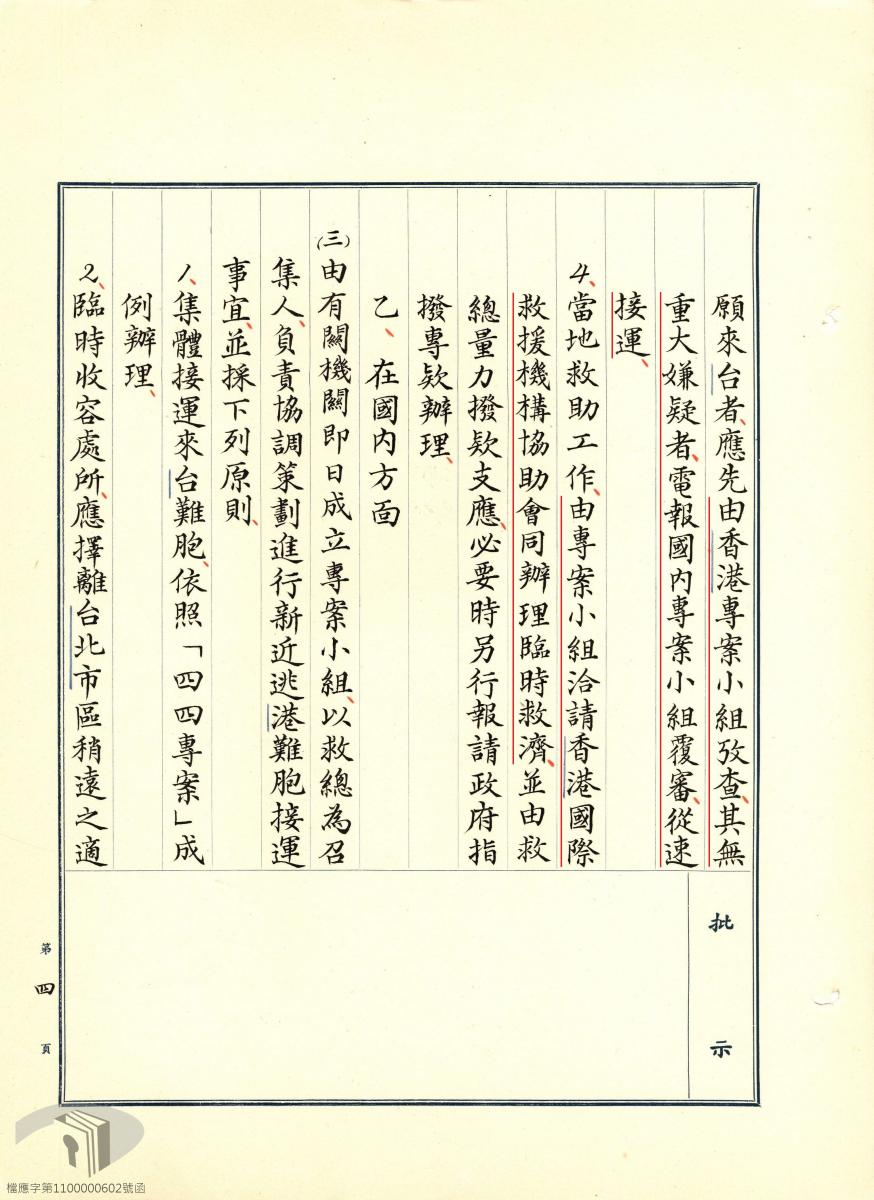 願來台者、應先由香港專案小組攷查、其無
重大嫌疑者、電報國內專案小組覆審、從速
接運、
4、當地救助工作、由專案小組洽請香港國際
救援機構協助會同辦理臨時救濟、並由救
總量力撥欵支應、必要時另行報請政府指
撥專欵辦理、
乙、在國內方面
(三)由有關機關即日成立專案小組、以救總為召
集人、負責協調策劃進行新近逃港難胞接運
事宜、並採下列原則、
1、集體接運來台難胞、依照「四四專案」成
例辦理、
2、臨時收容處所、應擇離台北市區稍遠之適
批示
第四頁
檔應字第1100000602號函